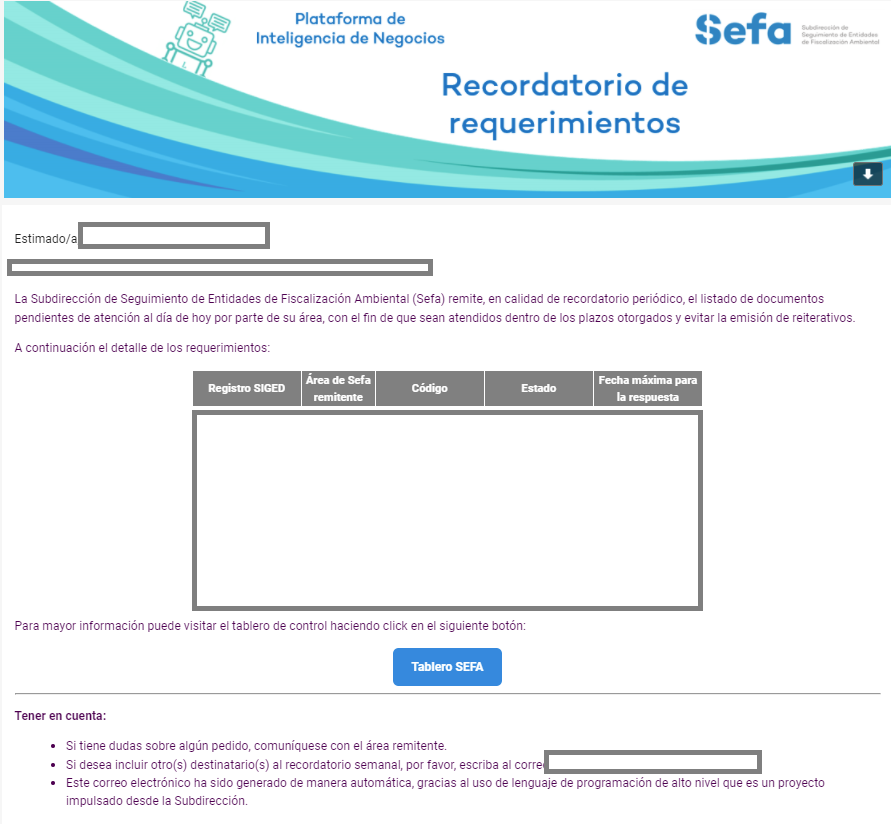 Plataforma de
Inteligencia de Negocios
Sefa
Subdirección de
Seguimiento de Entidades
de Fiscalización Ambiental
Recordatorio de
requerimientos
Estimado/a
La Subdirección de Seguimiento de Entidades de Fiscalización Ambiental (Sefa) remite, en calidad de recordatorio periódico, el listado de documentos
pendientes de atención al día de hoy por parte de su área, con el fin de que sean atendidos dentro de los plazos otorgados y evitar la emisión de reiterativos.
A continuación el detalle de los requerimientos:
Registro SIGED
Área de Sefa
remitente
Código
Estado
Fecha máxima para
la respuesta
Para mayor información puede visitar el tablero de control haciendo click en el siguiente botón:
Tablero SEFA
Tener en cuenta:
• Si tiene dudas sobre algún pedido, comuníquese con el área remitente.
• Si desea incluir otro(s) destinatario(s) al recordatorio semanal, por favor, escriba al corre
• Este correo electrónico ha sido generado de manera automática, gracias al uso de lenguaje de programación de alto nivel que es un proyecto
impulsado desde la Subdirección.